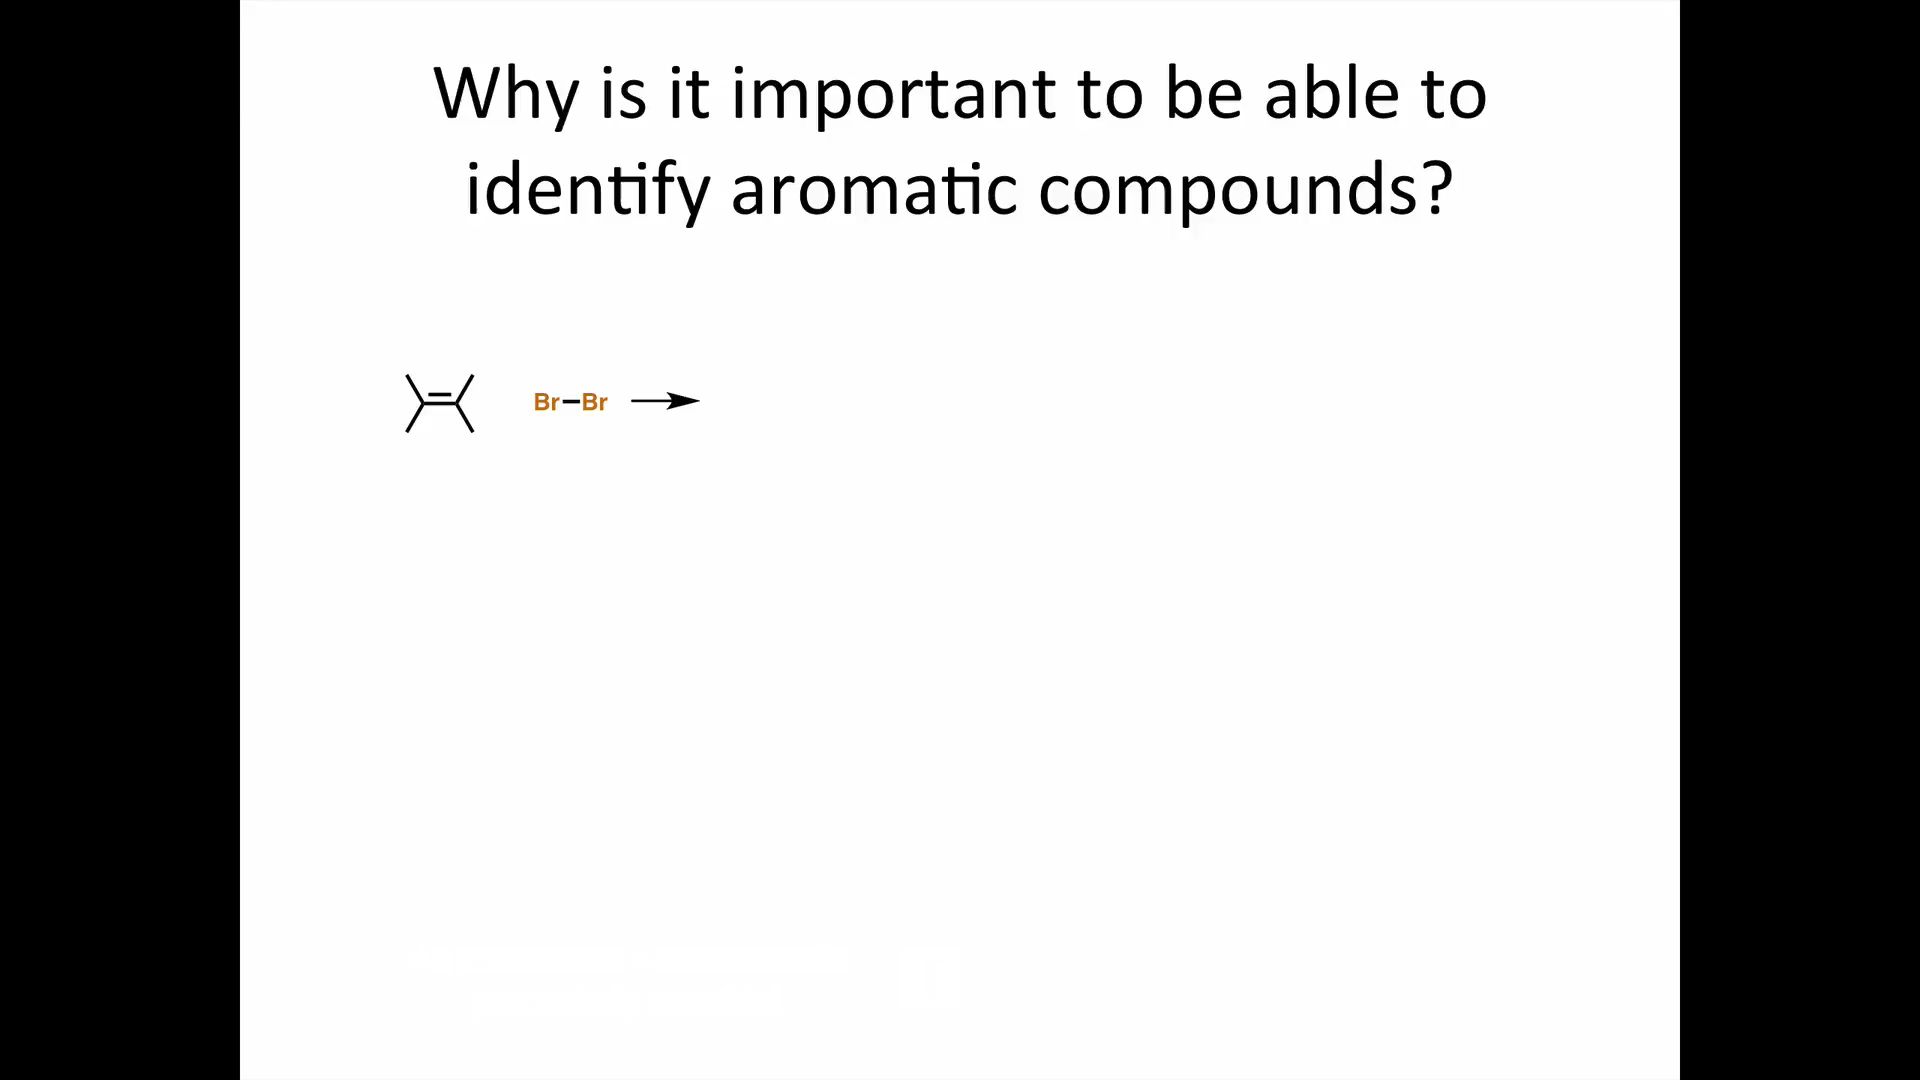 Why is it important to be able to
identify aromatic compounds?
Br–Br